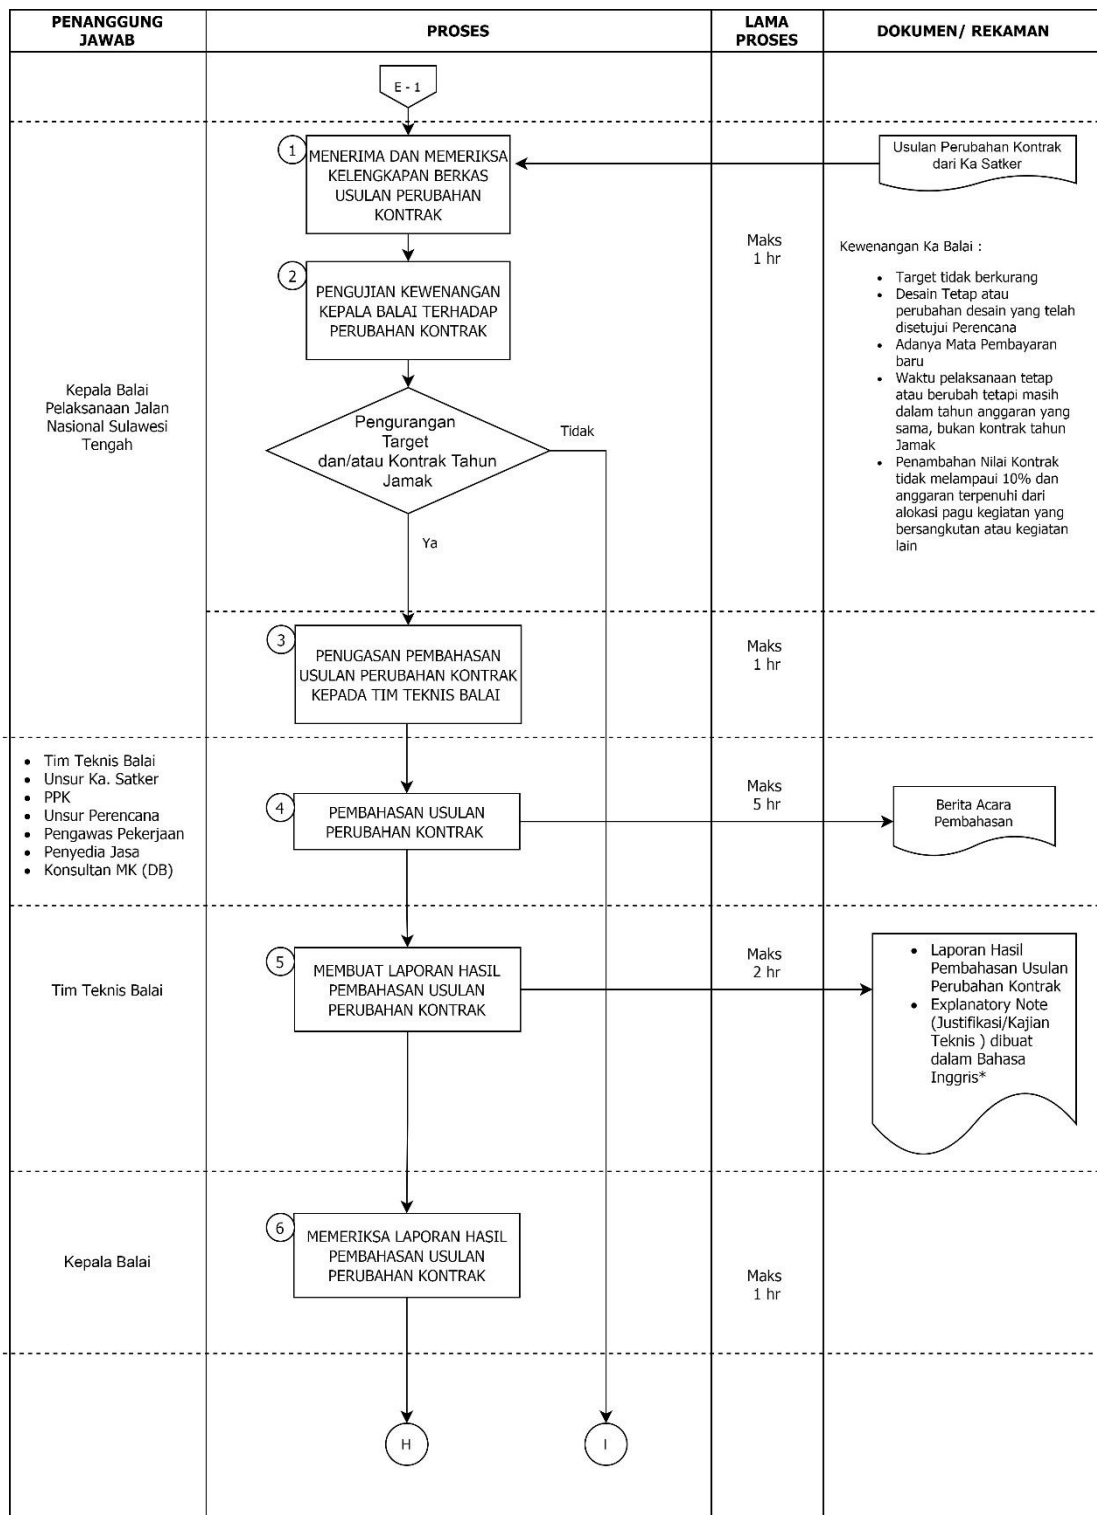 PENANGGUNG
JAWAB
PROSES
LAMA
PROSES
DOKUMEN/ REKAMAN
E - 1
1
MENERIMA DAN MEMERIKSA
KELENGKAPAN BERKAS
USULAN PERUBAHAN
KONTRAK
Usulan Perubahan Kontrak
dari Ka Satker
2
PENGUJIAN KEWENANGAN
KEPALA BALAI TERHADAP
PERUBAHAN KONTRAK
Maks
1 hr
Kewenangan Ka Balai :
• Target tidak berkurang
• Desain Tetap atau
perubahan desain yang telah
disetujui Perencana
• Adanya Mata Pembayaran
baru
• Waktu pelaksanaan tetap
atau berubah tetapi masih
dalam tahun anggaran yang
sama, bukan kontrak tahun
Jamak
• Penambahan Nilai Kontrak
tidak melampaui 10% dan
anggaran terpenuhi dari
alokasi pagu kegiatan yang
bersangkutan atau kegiatan
lain
Kepala Balai
Pelaksanaan Jalan
Nasional Sulawesi
Tengah
Pengurangan
Target
dan/atau Kontrak Tahun
Jamak
Tidak
Ya
3
PENUGASAN PEMBAHASAN
USULAN PERUBAHAN KONTRAK
KEPADA TIM TEKNIS BALAI
Maks
1 hr
• Tim Teknis Balai
• Unsur Ka. Satker
• PPK
• Unsur Perencana
• Pengawas Pekerjaan
• Penyedia Jasa
• Konsultan MK (DB)
4
PEMBAHASAN USULAN
PERUBAHAN KONTRAK
Maks
5 hr
Berita Acara
Pembahasan
Tim Teknis Balai
5
MEMBUAT LAPORAN HASIL
PEMBAHASAN USULAN
PERUBAHAN KONTRAK
Maks
2 hr
• Laporan Hasil
Pembahasan Usulan
Perubahan Kontrak
• Explanatory Note
(Justifikasi/Kajian
Teknis ) dibuat
dalam Bahasa
Inggris*
Kepala Balai
6
MEMERIKSA LAPORAN HASIL
PEMBAHASAN USULAN
PERUBAHAN KONTRAK
Maks
1 hr
H
I